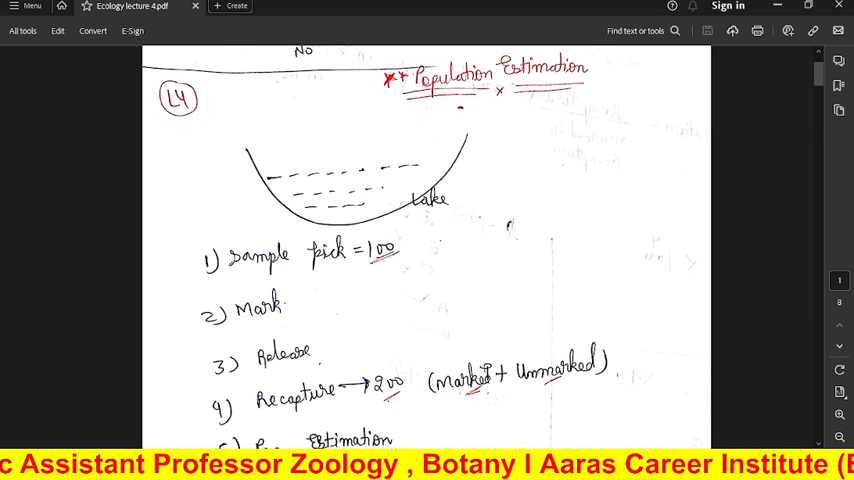 Menu
Ecology lecture 4.pdf
+ Create
Sign in
All tools Edit Convert E-Sign
Find text or tools
No
** Population Estimation
x
L4
Lake
1) Sample pick = 100
2) Mark
3) Release
4) Recapture → 200 (Marked + Unmarked)
Estimation
1
8
c Assistant Professor Zoology , Botany I Aaras Career Institute (E